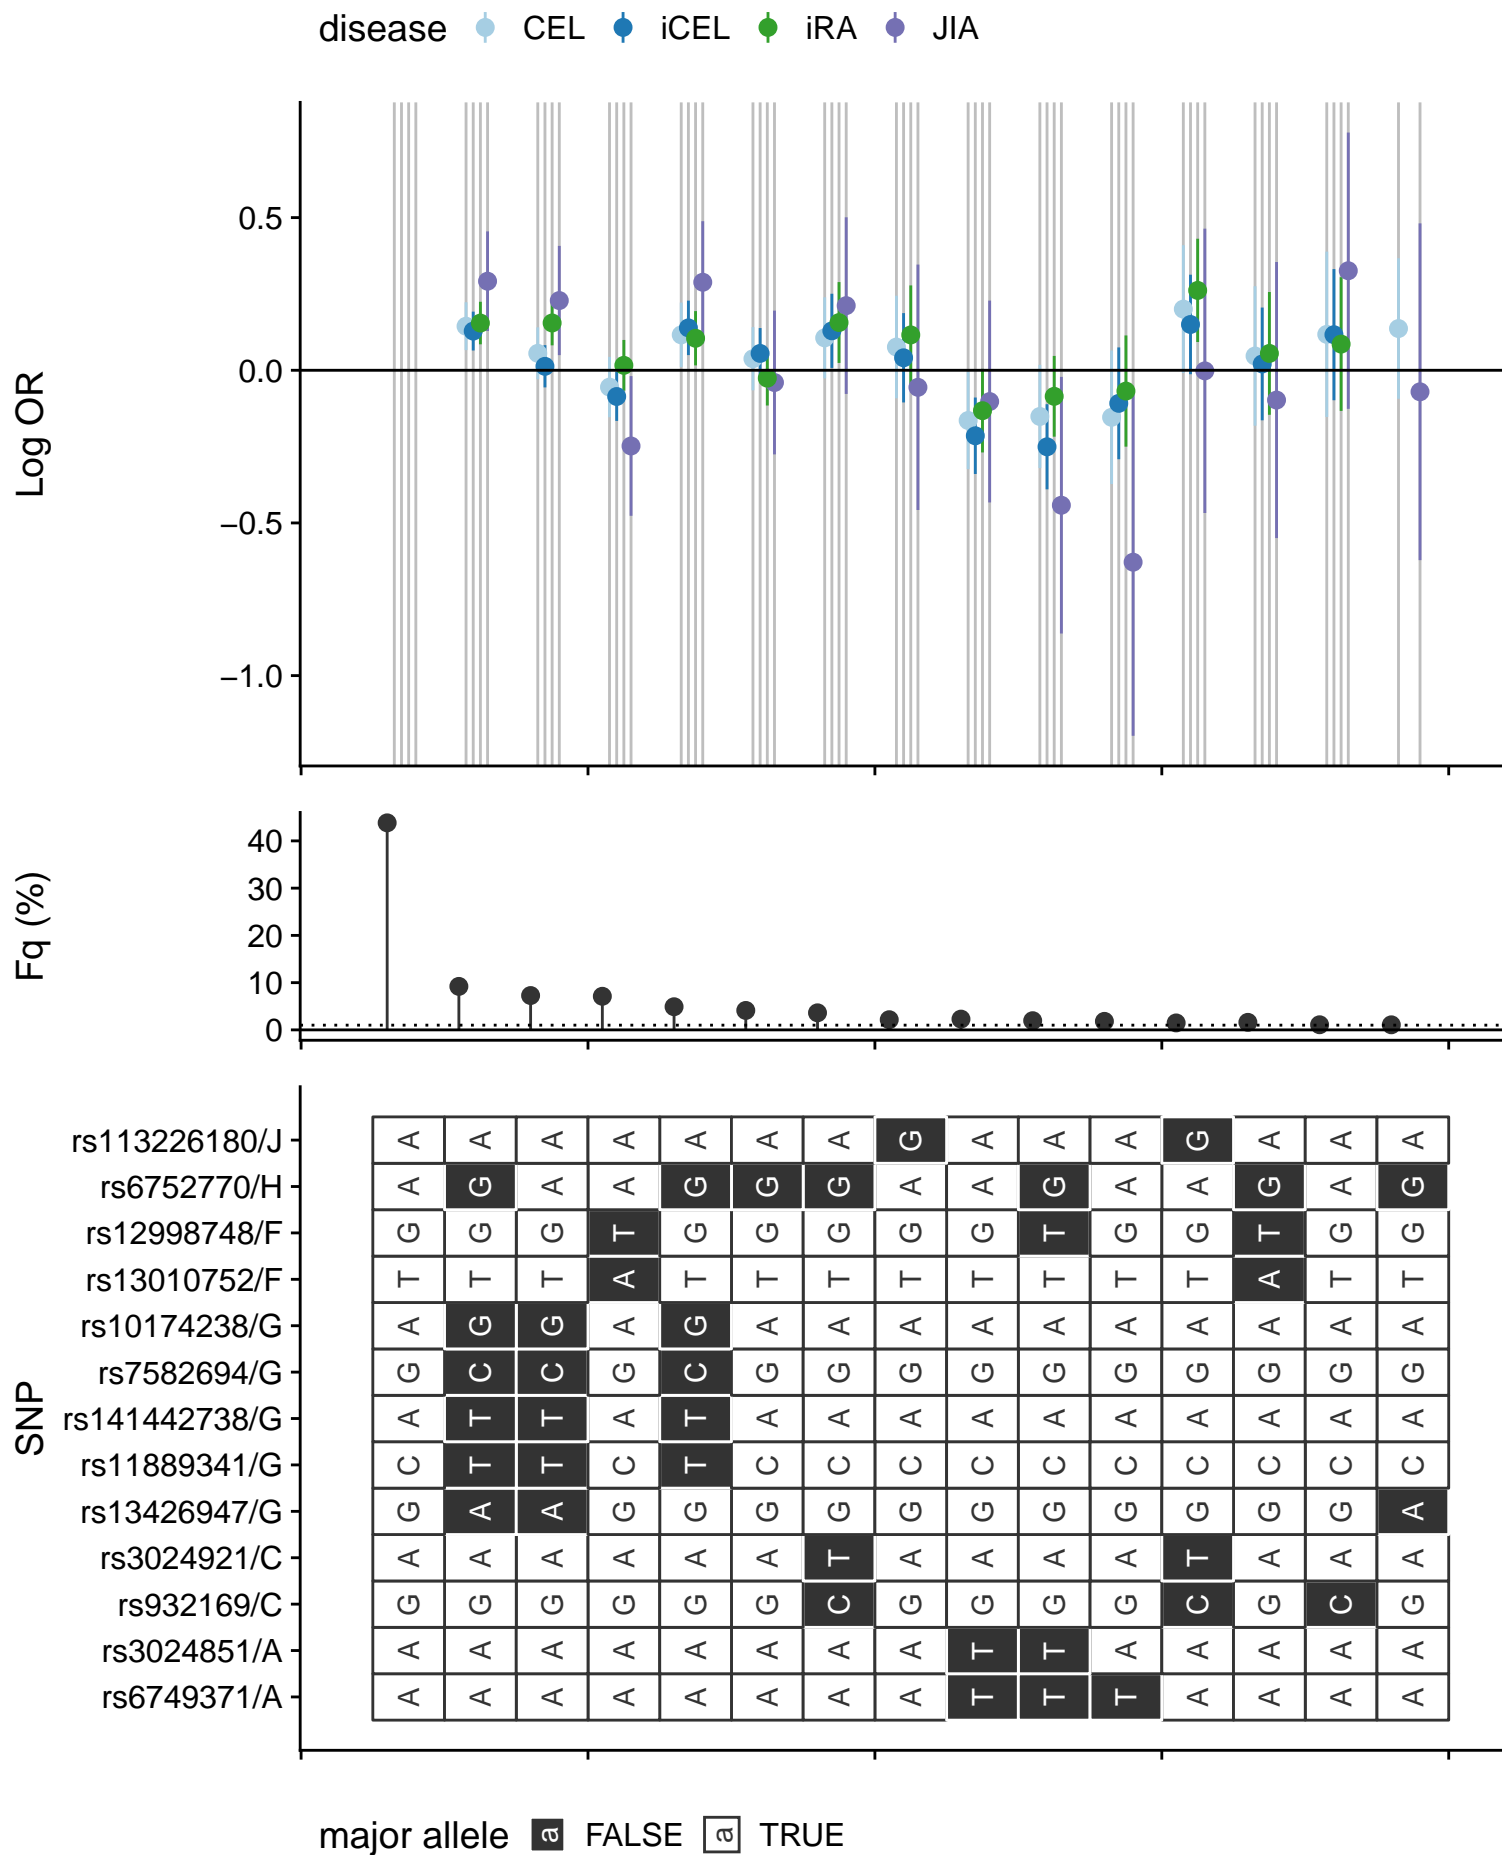 disease CEL iCEL iRA JIA
Log OR
0.5
0.0
−0.5
−1.0
Fq (%)
40
30
20
10
0
SNP
rs113226180/J A A A A A A A G A A A G A A A
rs6752770/H A G A A G G G A A G A A G A G
rs12998748/F G G G T G G G G G T G G T G G
rs13010752/F T T T A T T T T T T T T A T T
rs10174238/G A G G A G A A A A A A A A A A
rs7582694/G G C C G C G G G G G G G G G G
rs141442738/G A T T A T A A A A A A A A A A
rs11889341/G C T T C T C C C C C C C C C C
rs13426947/G G A A G G G G G G G G G G G A
rs3024921/C A A A A A A T A A A A T A A A
rs932169/C G G G G G G C G G G G C G C G
rs3024851/A A A A A A A A A T T A A A A A
rs6749371/A A A A A A A A A T T T A A A A
major allele a FALSE a TRUE